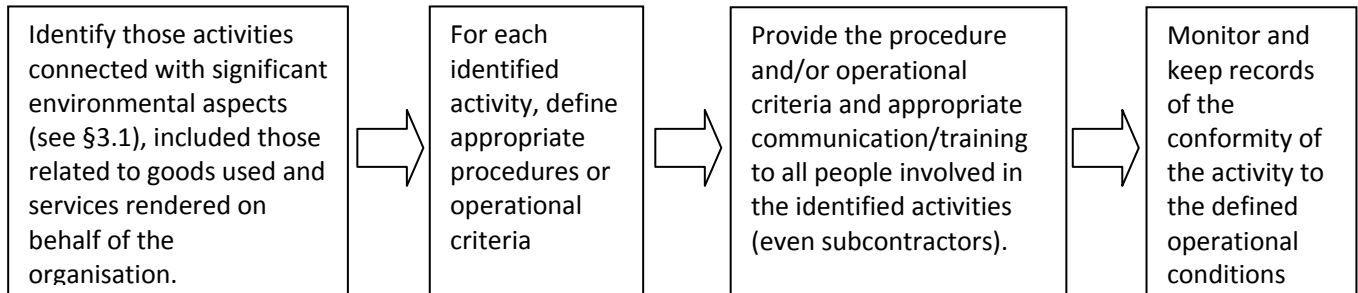 Identify those activities
connected with significant
environmental aspects
(see §3.1), included those
related to goods used and
services rendered on
behalf of the
organisation.
For each
identified
activity, define
appropriate
procedures or
operational
criteria
Provide the procedure
and/or operational
criteria and appropriate
communication/training
to all people involved in
the identified activities
(even subcontractors).
Monitor and
keep records
of the
conformity of
the activity to
the defined
operational
conditions